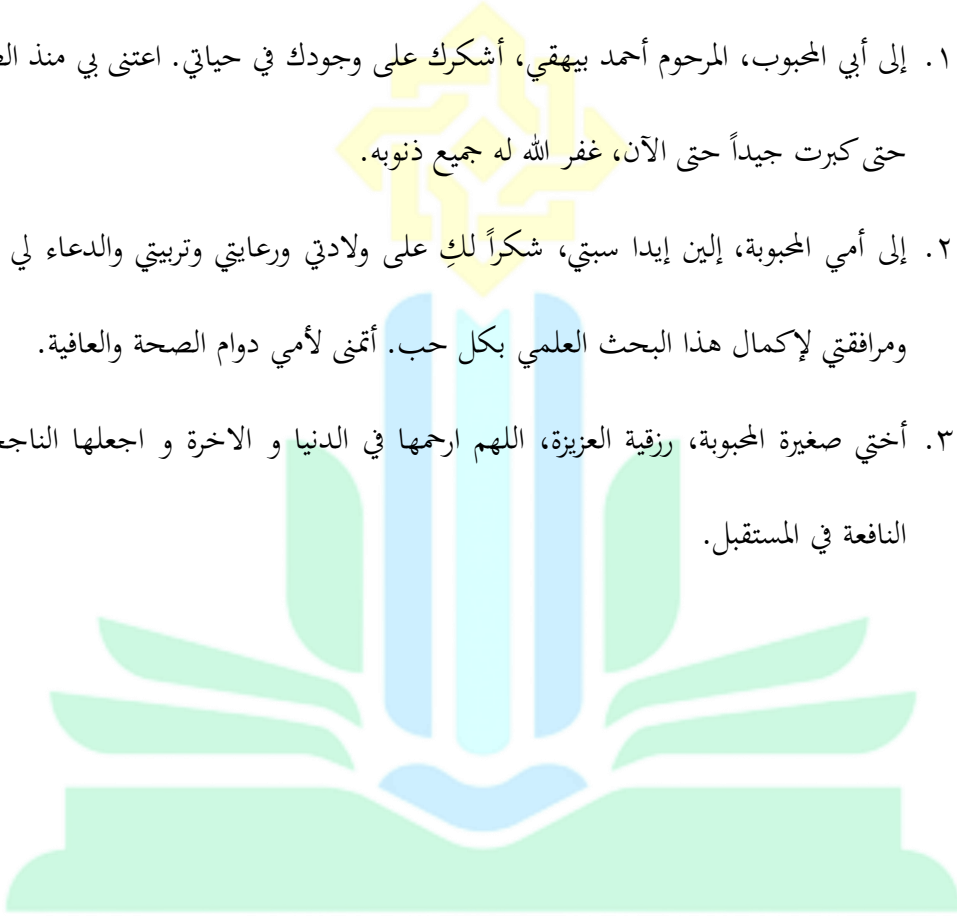 ١. إلى أبي المحبوب، المرحوم أحمد بيهقي، أشكرك على وجودك في حياتي. اعتنى بي منذ
حتى كبرت جيداً حتى الآن، غفر الله له جميع ذنوبه.
٢. إلى أمي المحبوبة، إلين إيدا سبتي، شكراً لكِ على ولادتي ورعايتي وتربيتي والدعاء لي
ومرافقتي لإكمال هذا البحث العلمي بكل حب. أتمنى لأمي دوام الصحة والعافية.
٣. أختي صغيرة المحبوبة، رزقية العزيزة، اللهم ارحمها في الدنيا و الاخرة و اجعلها
النافعة في المستقبل.